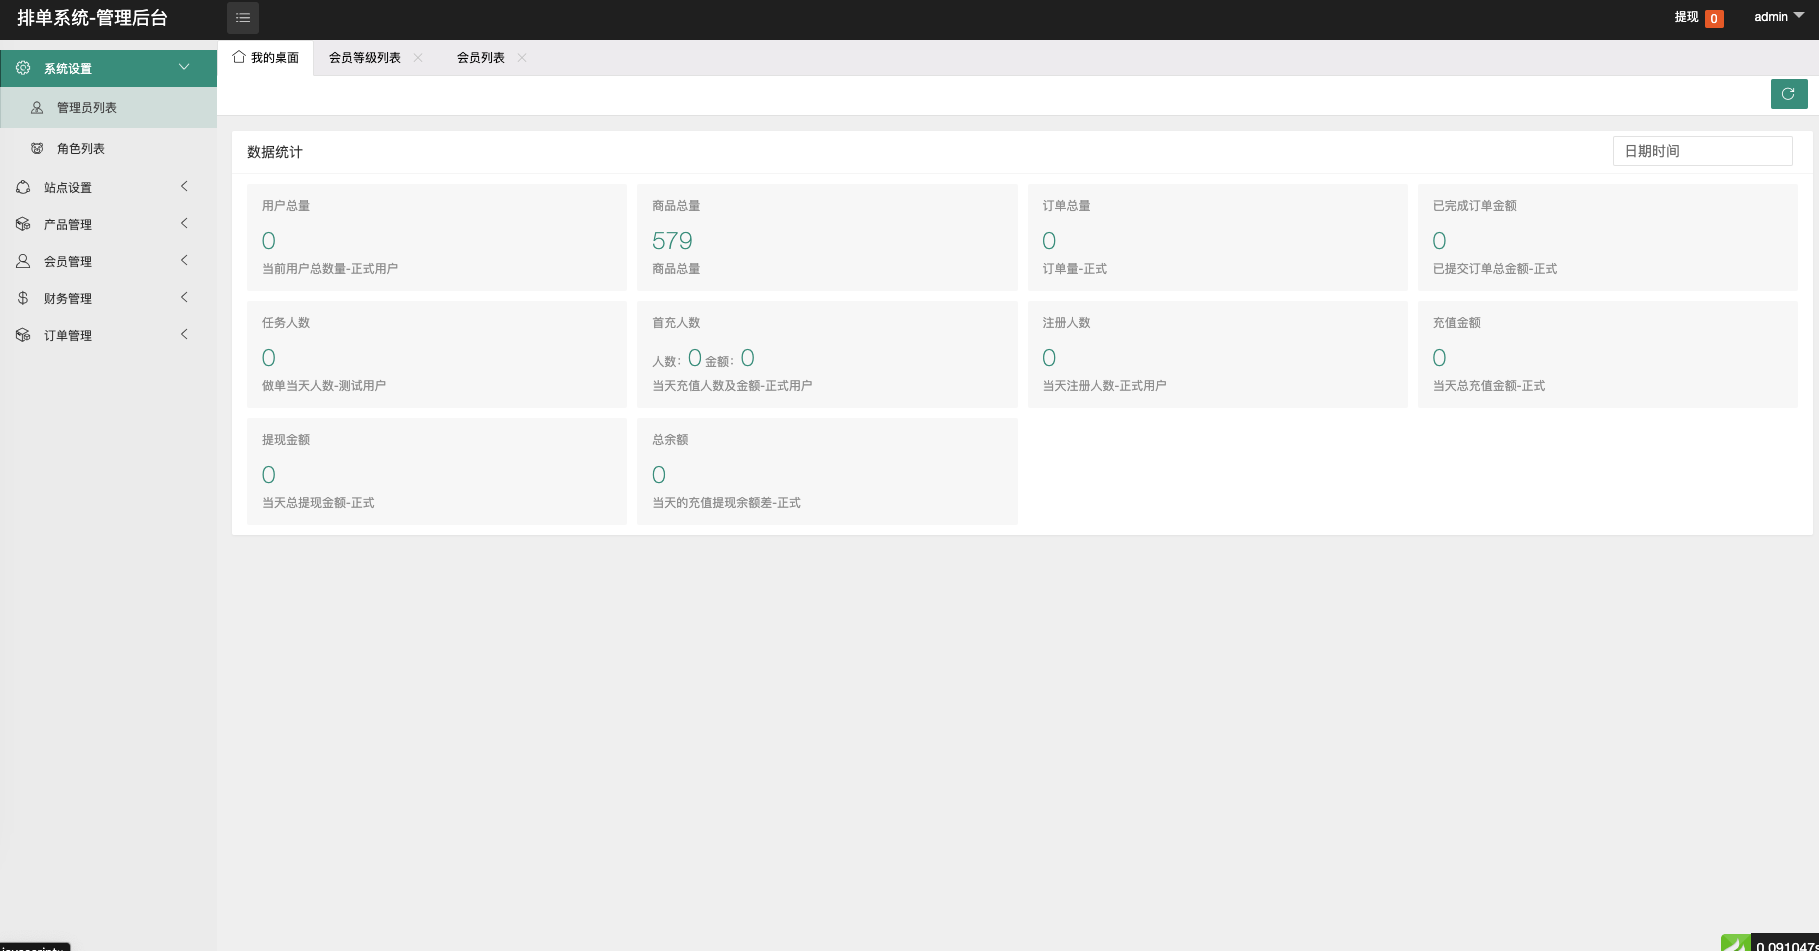 排单系统-管理后台
提现 0
admin
系统设置
管理员列表
角色列表
站点设置
产品管理
会员管理
财务管理
订单管理
我的桌面
会员等级列表
会员列表
数据统计
日期时间
用户总量
0
当前用户总数量-正式用户
商品总量
579
商品总量
订单总量
0
订单量-正式
已完成订单金额
0
已提交订单总金额-正式
任务人数
0
做单当天人数-测试用户
首充人数
人数: 0 金额: 0
当天充值人数及金额-正式用户
注册人数
0
当天注册人数-正式用户
充值金额
0
当天总充值金额-正式
提现金额
0
当天总提现金额-正式
总余额
0
当天的充值提现余额差-正式
0.091047s